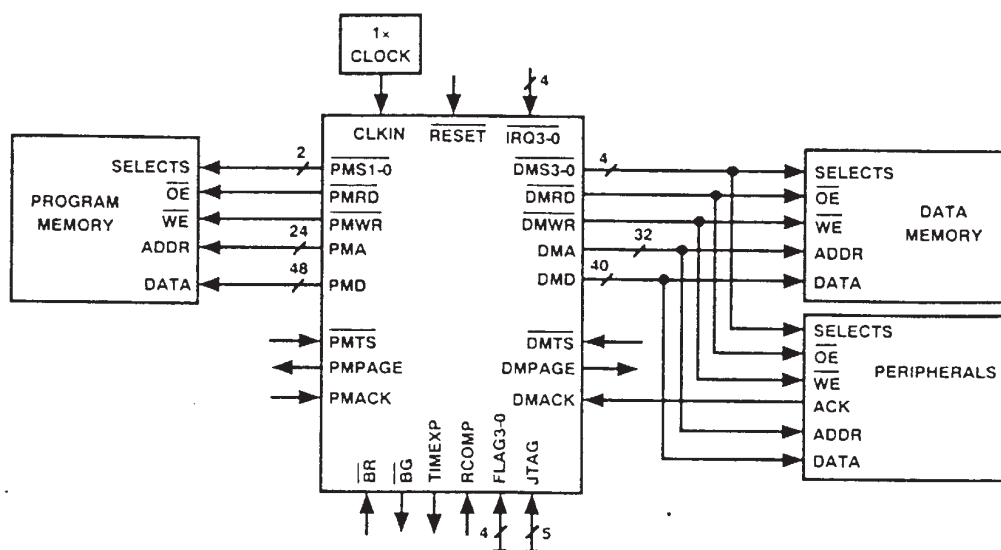 1x
CLOCK
4
CLKIN
RESET
IRQ3-0
PROGRAM
MEMORY
SELECTS
OE
WE
ADDR
DATA
2
24
48
PMS1-0
PMRD
PMWR
PMA
PMD
PMTS
PMPAGE
PMACK
DMS3-0
DMRD
DMWR
DMA
DMD
DMTS
DMPAGE
DMACK
4
32
40
SELECTS
OE
WE
ADDR
DATA
DATA
MEMORY
SELECTS
OE
WE
ACK
ADDR
DATA
PERIPHERALS
BR
BG
TIMEXP
RCOMP
FLAG3-0
JTAG
4
5